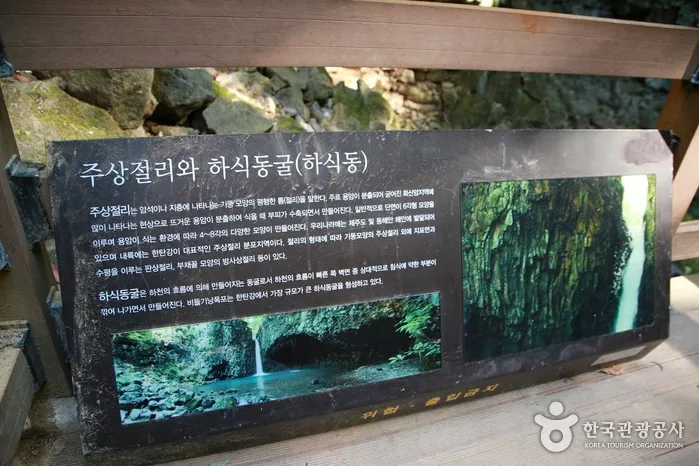 주상절리와 하식동굴(하식동)
주상절리는 암석이나 지층에 나타나는 기둥 모양의 평행한 틈(절리)을 말한다. 주로 용암이 분출되어 굳어진 화산암지역에
많이 나타나는 현상으로 뜨거운 용암이 분출하여 식을 때 부피가 수축되면서 만들어진다. 일반적으로 단면이 6각형 모양을
이루며 용암이 식는 환경에 따라 4~8각의 다양한 모양이 만들어진다. 우리나라에는 제주도 및 동해안 해안에 발달되어
있으며 내륙에는 한탄강이 대표적인 주상절리 분포지역이다. 절리의 형태에 따라 기둥모양의 주상절리 외에 지표면과
수평을 이루는 판상절리, 부채꼴 모양의 방사상절리 등이 있다.
하식동굴은 하천의 흐름에 의해 만들어지는 동굴로서 하천의 흐름이 빠른 쪽 벽면 중 상대적으로 침식에 약한 부분이
깎여 나가면서 만들어진다. 비둘기낭폭포는 한탄강에서 가장 규모가 큰 하식동굴을 형성하고 있다.
위험 · 출입금지
한국관광공사
KOREA TOURISM ORGANIZATION